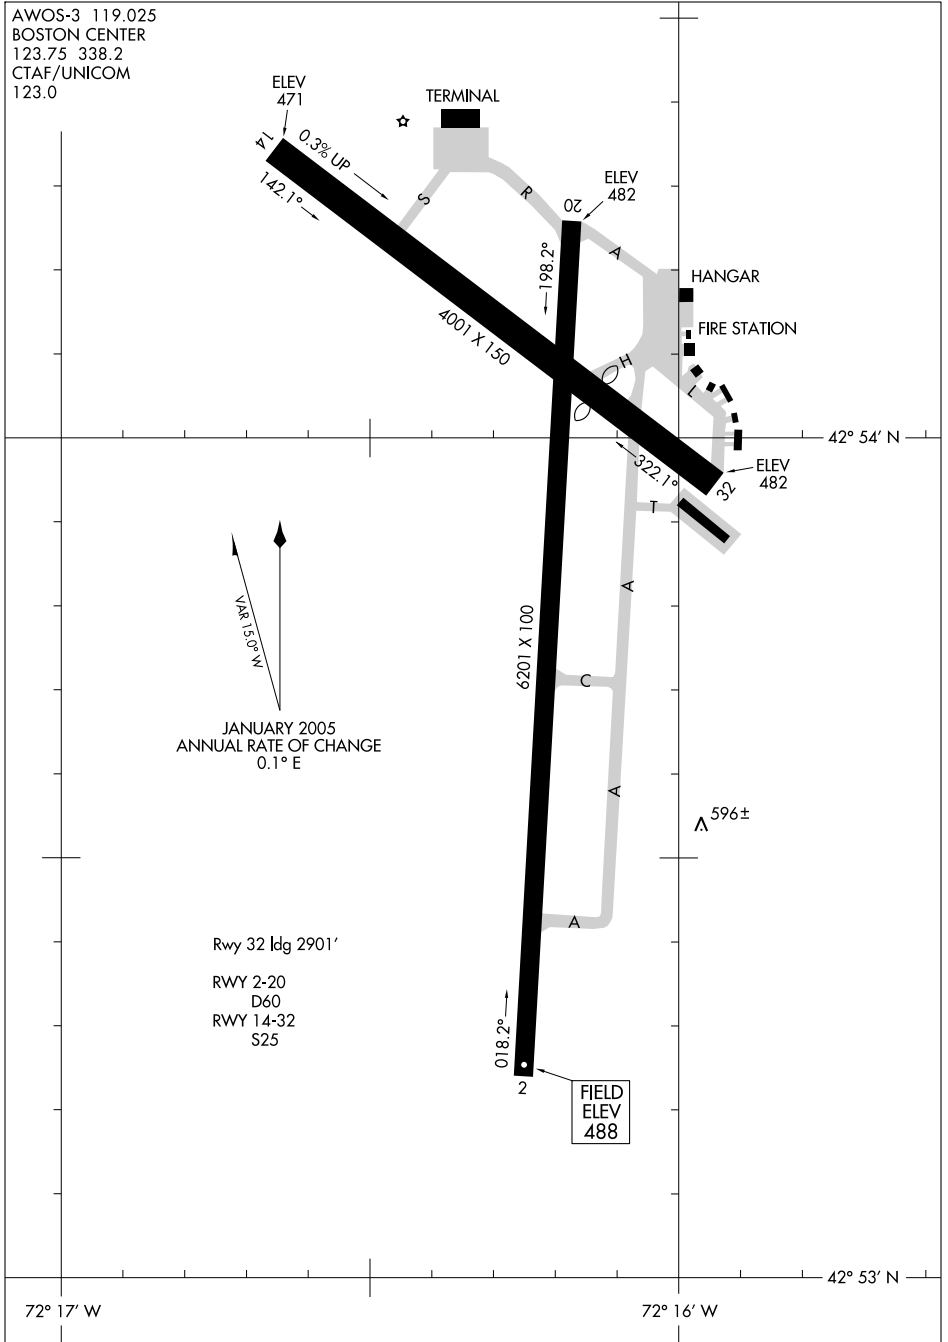 AWOS-3 119.025
BOSTON CENTER
123.75 338.2
CTAF/UNICOM
123.0
ELEV
471
TERMINAL
14
0.3% UP
142.1°
S
R
ELEV
482
20
A
198.2°
HANGAR
4001 X 150
FIRE STATION
H
L
42° 54′ N
322.1°
ELEV
482
32
T
VAR 15.0° W
A
6201 X 100
C
JANUARY 2005
ANNUAL RATE OF CHANGE
0.1° E
A
596±
A
Rwy 32 ldg 2901′
RWY 2-20
D60
RWY 14-32
S25
018.2°
2
FIELD
ELEV
488
42° 53′ N
72° 17′ W
72° 16′ W